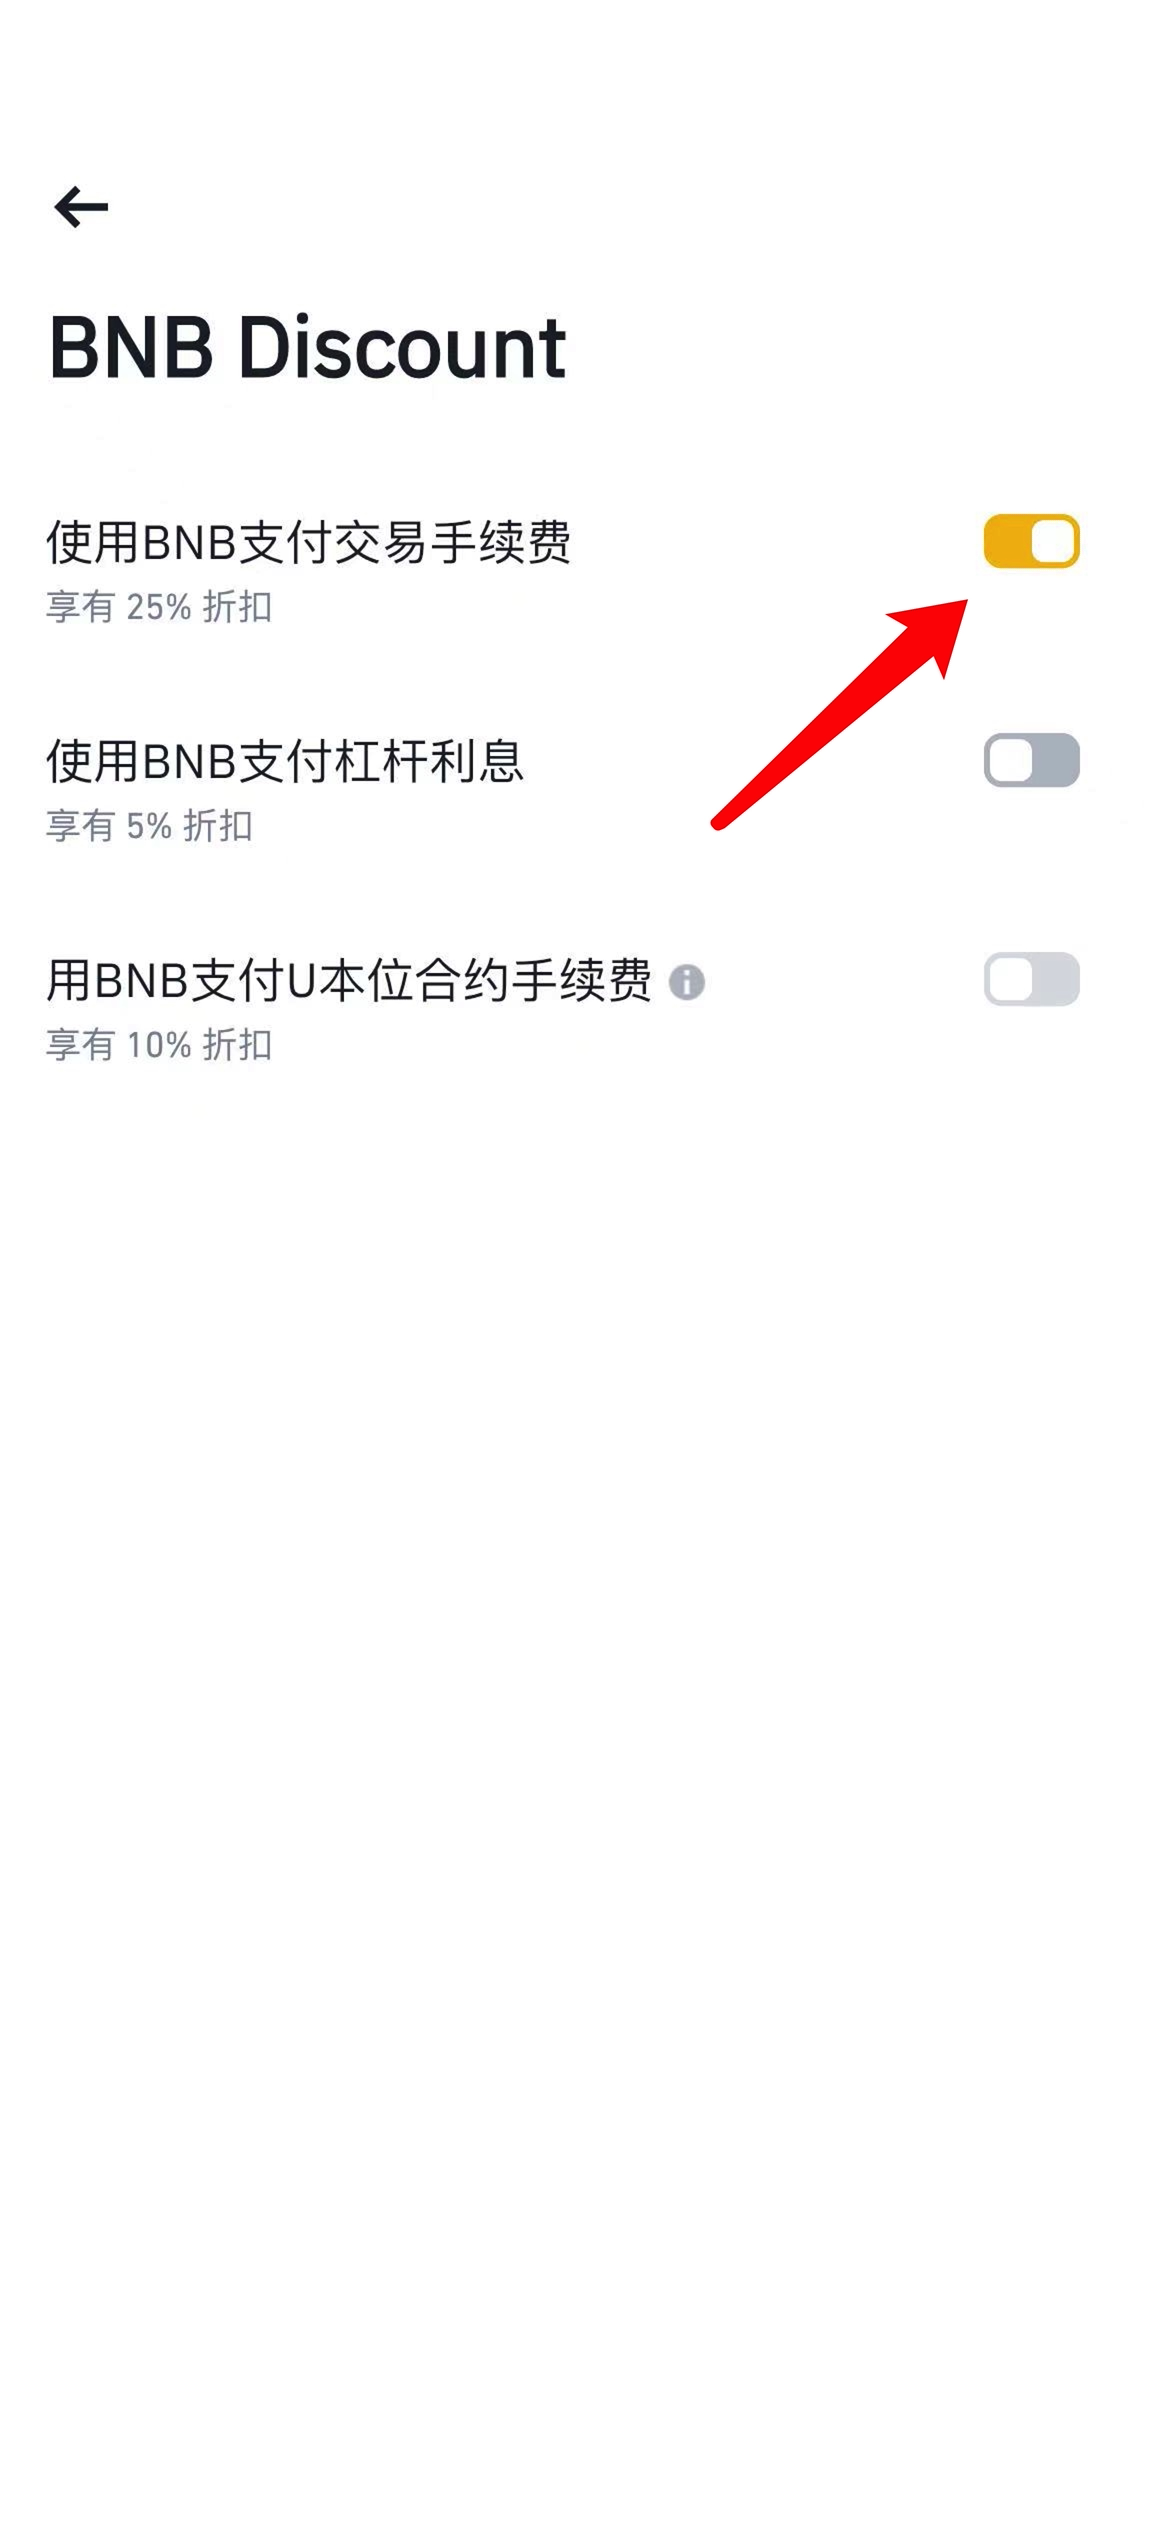 BNB Discount
使用BNB支付交易手续费
享有 25% 折扣
使用BNB支付杠杆利息
享有 5% 折扣
用BNB支付U本位合约手续费
享有 10% 折扣